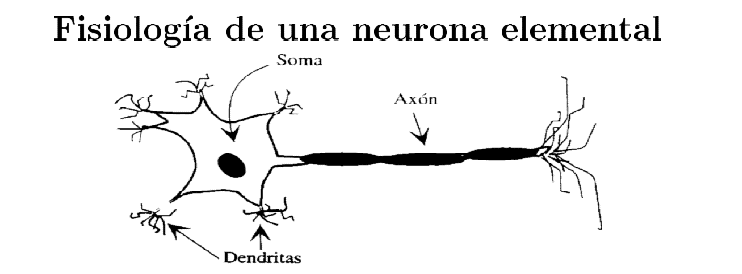 Fisiología de una neurona elemental
Soma
Axón
Dendritas